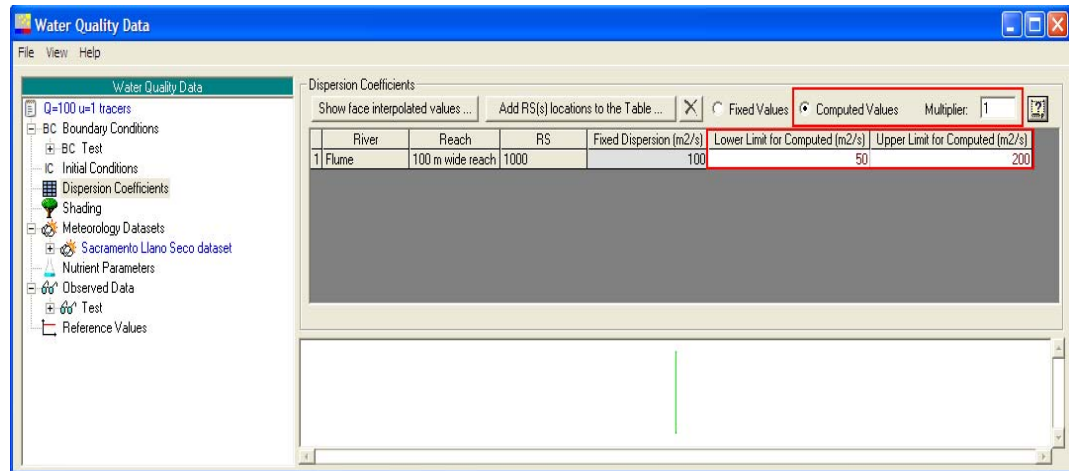 Water Quality Data
File View Help
Water Quality Data
Q=100 u=1 tracers
BC Boundary Conditions
BC Test
IC Initial Conditions
Dispersion Coefficients
Shading
Meteorology Datasets
Sacramento Llano Seco dataset
Nutrient Parameters
Observed Data
Test
Reference Values
Dispersion Coefficients
Show face interpolated values ... Add RS(s) locations to the Table ... Fixed Values Computed Values Multiplier: 1
River Reach RS Fixed Dispersion (m2/s) Lower Limit for Computed (m2/s) Upper Limit for Computed (m2/s)
1 Flume 100 m wide reach 1000 100 50 200